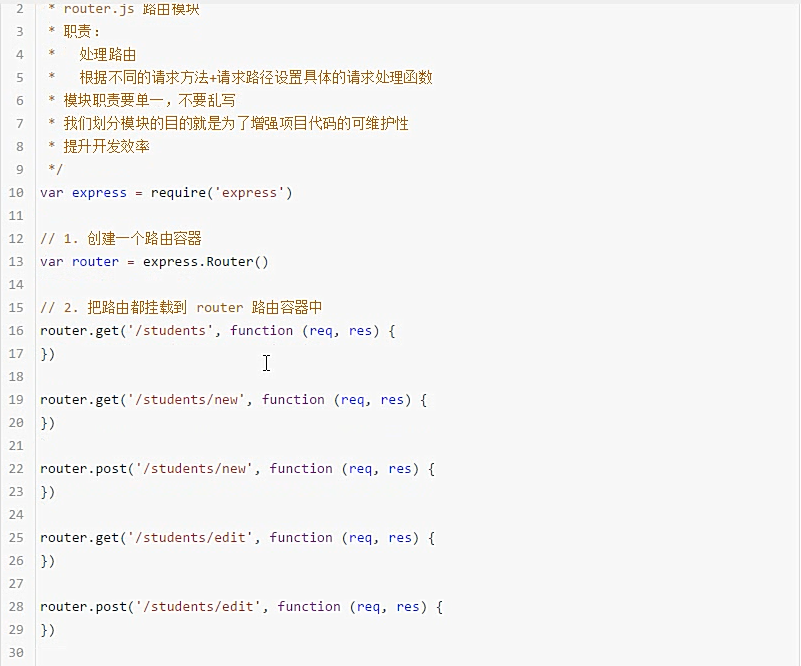 2 * router.js 路由模块
3 * 职责：
4 * 处理路由
5 * 根据不同的请求方法+请求路径设置具体的请求处理函数
6 * 模块职责要单一，不要乱写
7 * 我们划分模块的目的就是为了增强项目代码的可维护性
8 * 提升开发效率
9 */
10 var express = require('express')
11
12 // 1. 创建一个路由容器
13 var router = express.Router()
14
15 // 2. 把路由都挂载到 router 路由容器中
16 router.get('/students', function (req, res) {
17 })
18
19 router.get('/students/new', function (req, res) {
20 })
21
22 router.post('/students/new', function (req, res) {
23 })
24
25 router.get('/students/edit', function (req, res) {
26 })
27
28 router.post('/students/edit', function (req, res) {
29 })
30